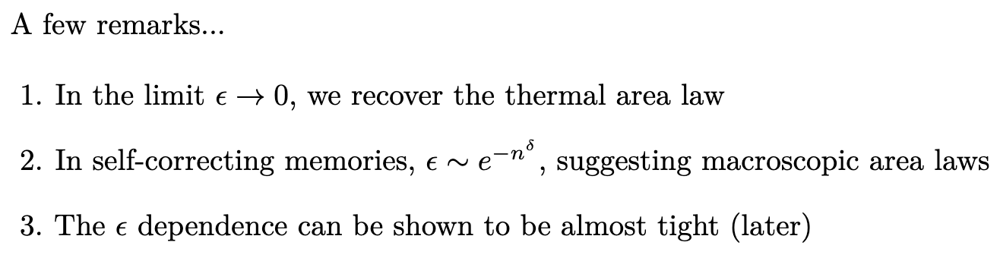 A few remarks...
1. In the limit ϵ → 0, we recover the thermal area law
2. In self-correcting memories, ϵ ∼ e^{−n^δ}, suggesting macroscopic area laws
3. The ϵ dependence can be shown to be almost tight (later)